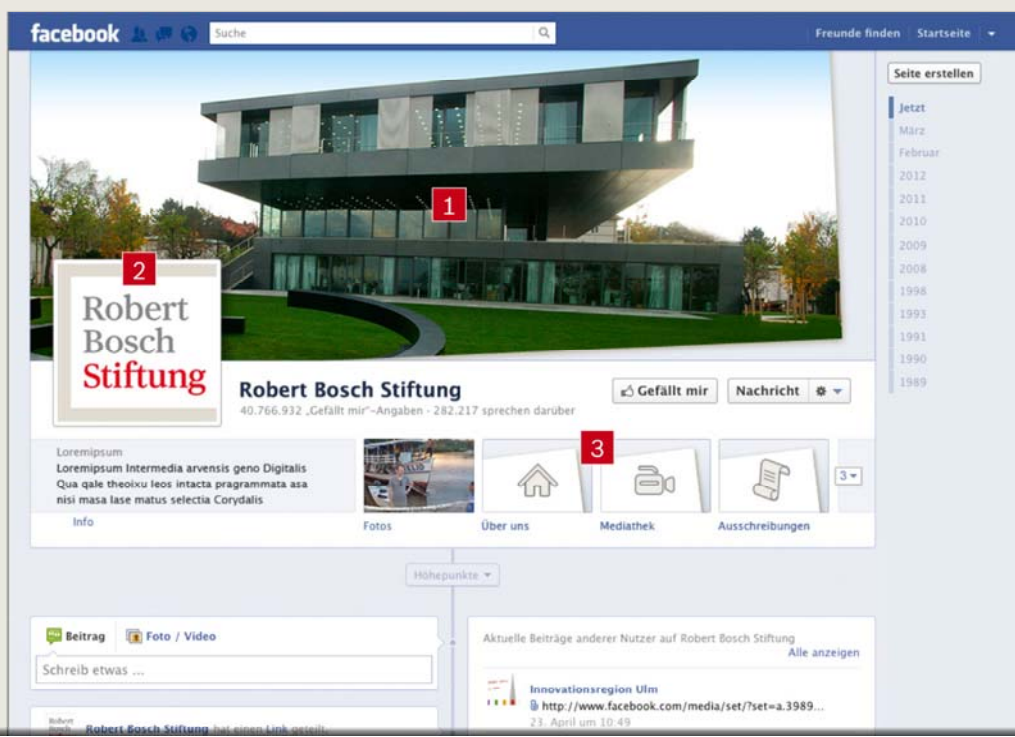 facebook
Suche
Freunde finden
Startseite
Seite erstellen
Jetzt
März
Februar
2012
2011
2010
2009
2008
1998
1993
1991
1990
1989
1
2
Robert
Bosch
Stiftung
Robert Bosch Stiftung
40.766.932 „Gefällt mir“-Angaben · 282.217 sprechen darüber
Gefällt mir
Nachricht
Loremipsum
Loremipsum Intermedia arvensis geno Digitalis
Qua qale theoixu leos intacta pragrammata asa
nisi masa lase matus selectia Corydalis
Info
3
Fotos
Über uns
Mediathek
Ausschreibungen
3
Höhepunkte
Beitrag
Foto / Video
Schreib etwas ...
Aktuelle Beiträge anderer Nutzer auf Robert Bosch Stiftung
Alle anzeigen
Innovationsregion Ulm
http://www.facebook.com/media/set/?set=a.3989...
23. April um 10:49
Robert
Bosch
Robert Bosch Stiftung hat einen Link geteilt.